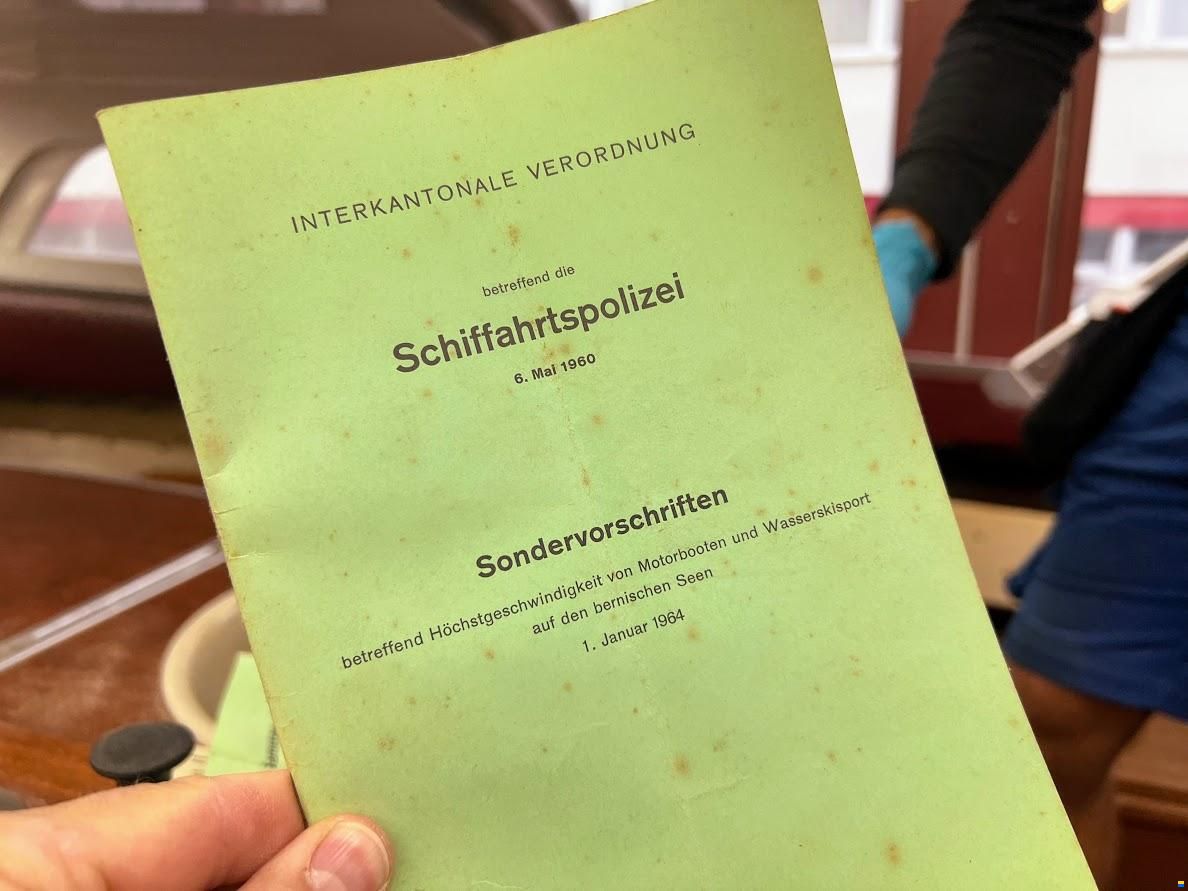 INTERKANTONALE VERORDNUNG
betreffend die
Schiffahrtspolizei
6. Mai 1960
Sondervorschriften
betreffend Höchstgeschwindigkeit von Motorbooten und Wasserskisport
auf den bernischen Seen
1. Januar 1964